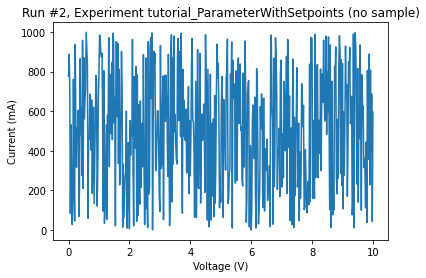 Run #2, Experiment tutorial_ParameterWithSetpoints (no sample)
Current (mA)
1000
800
600
400
200
0
0 2 4 6 8 10
Voltage (V)